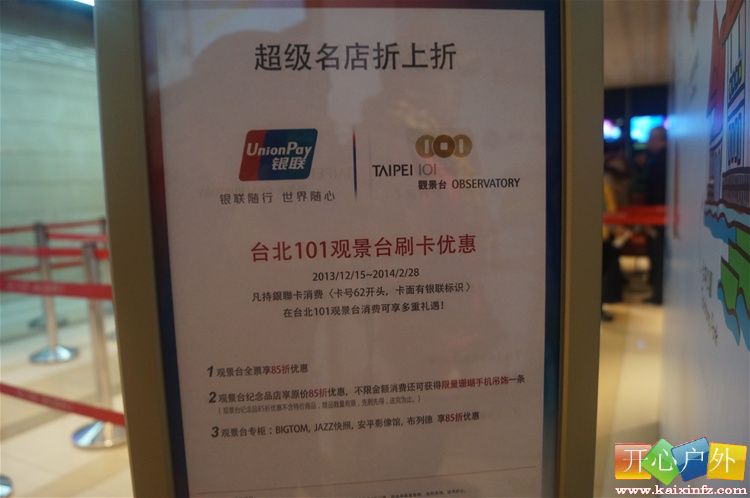 超级名店折上折
UnionPay
银联
银联随行 世界随心
TAIPEI 101
觀景台 OBSERVATORY
台北101观景台刷卡优惠
2013/12/15~2014/2/28
凡持銀聯卡消费（卡号62开头，卡面有银联标识）
在台北101观景台消费可享多重礼遇！
1 观景台全票享85折优惠
2 观景台纪念品店享原价85折优惠，不限金额消费还可获得限量珊瑚手机吊饰一条
3 观景台专柜：BIGTOM, JAZZ快照, 安平影像馆, 布列德 享85折优惠
开心户外
www.kaixinfz.com